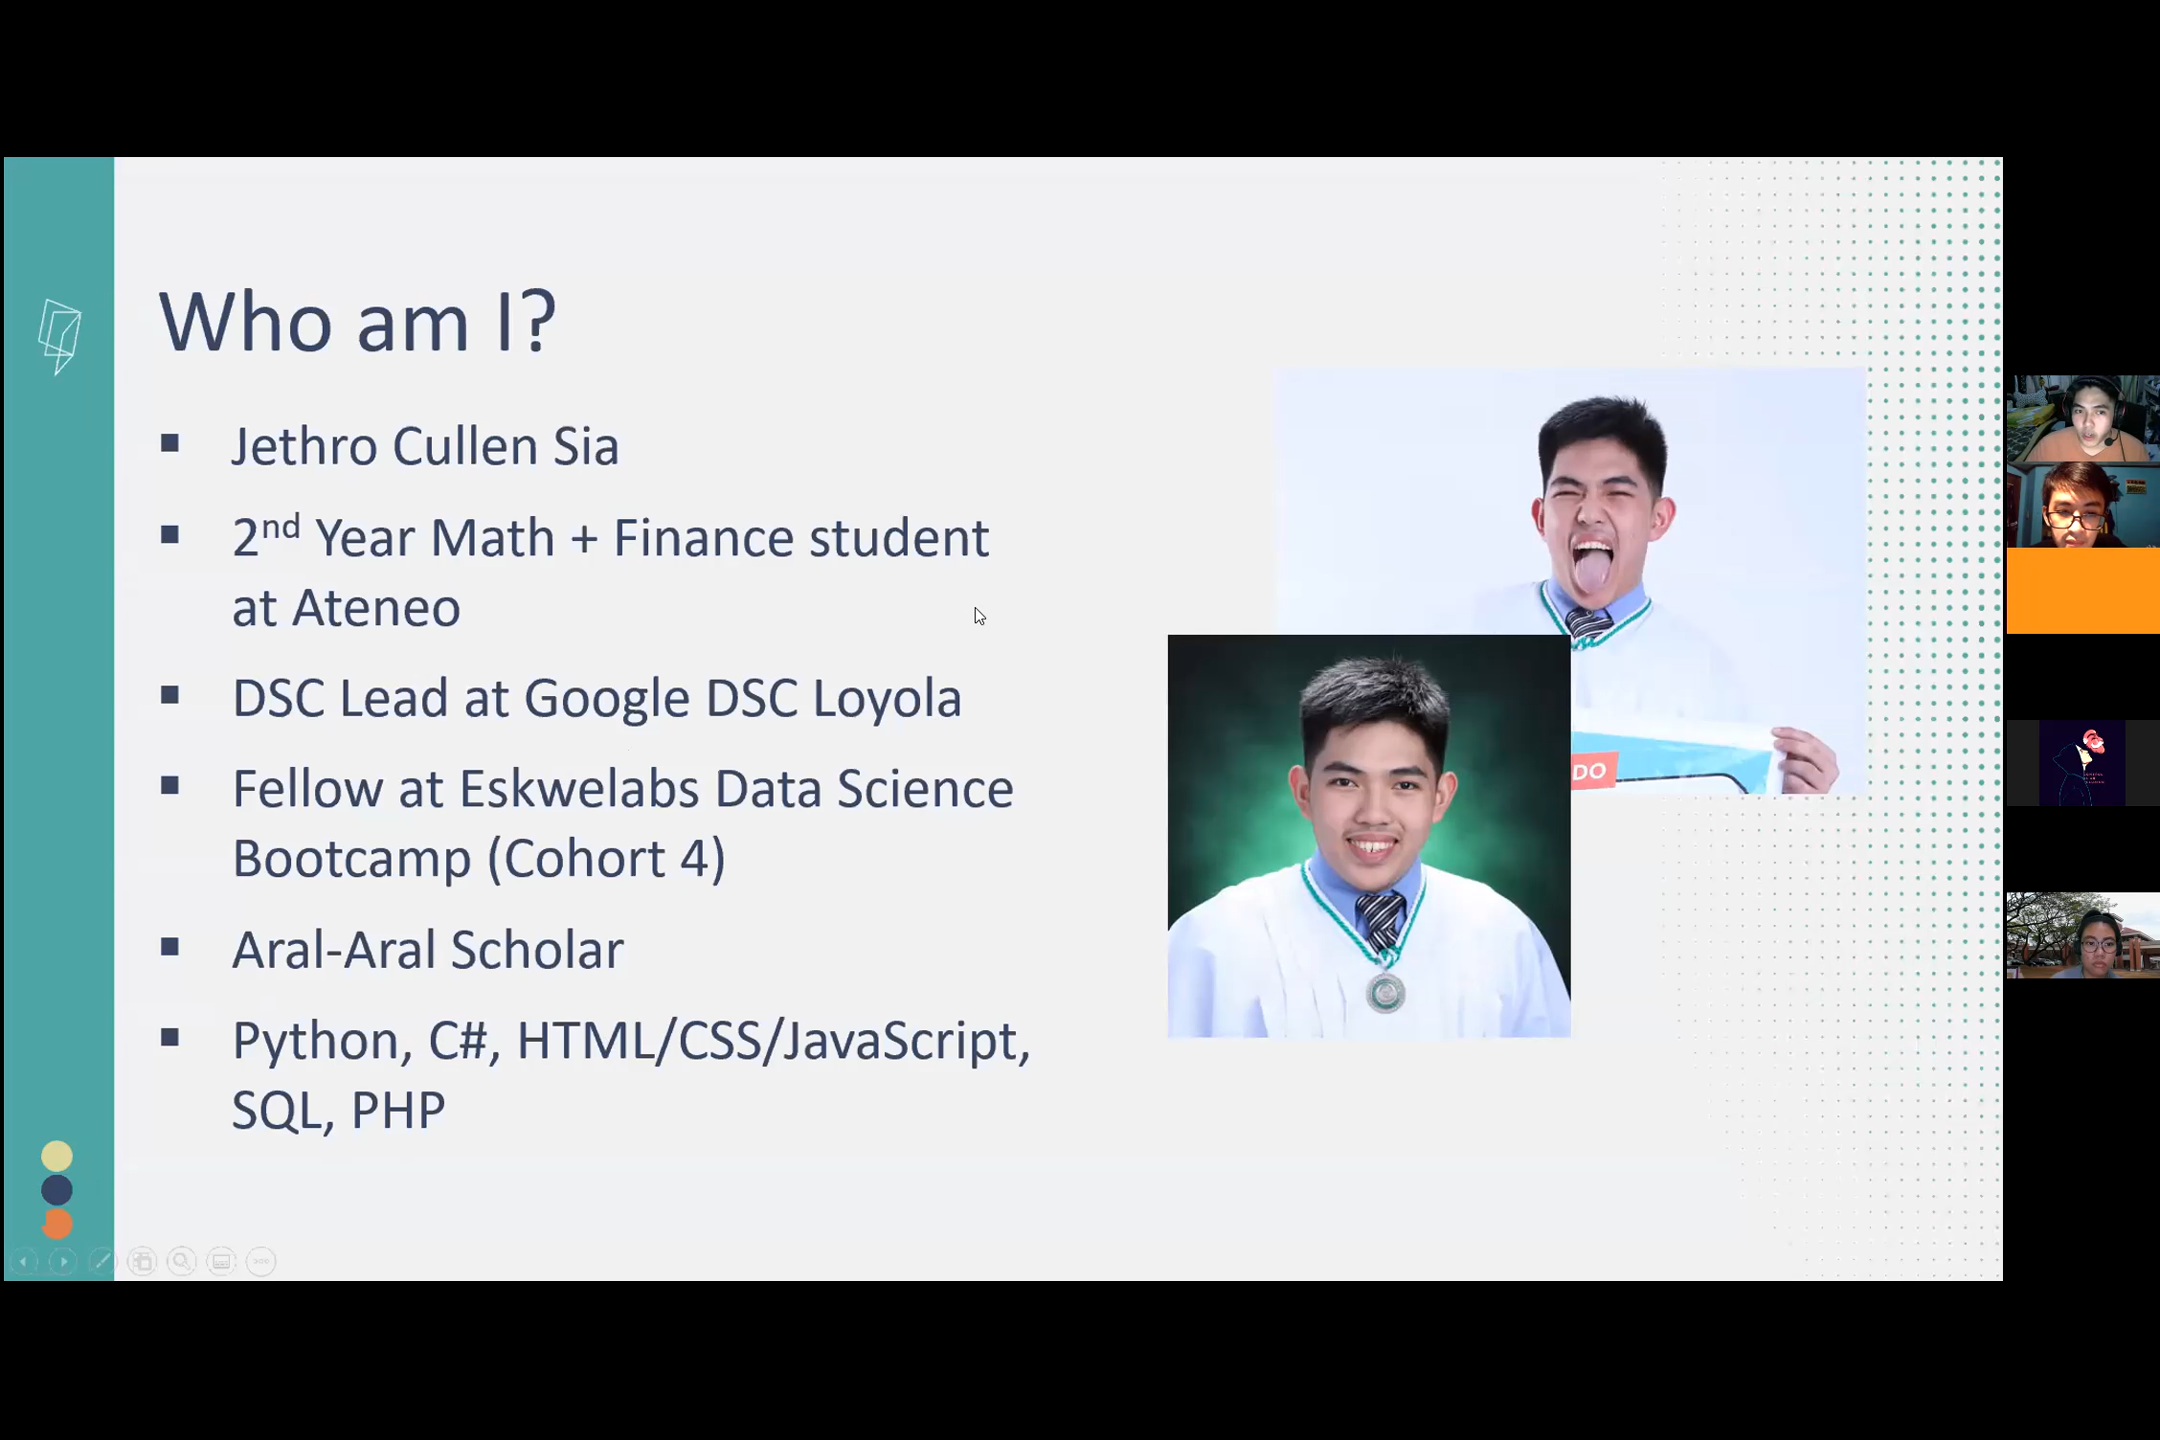 Who am I?
▪ Jethro Cullen Sia
▪ 2nd Year Math + Finance student
at Ateneo
▪ DSC Lead at Google DSC Loyola
▪ Fellow at Eskwelabs Data Science
Bootcamp (Cohort 4)
▪ Aral-Aral Scholar
▪ Python, C#, HTML/CSS/JavaScript,
SQL, PHP
DO